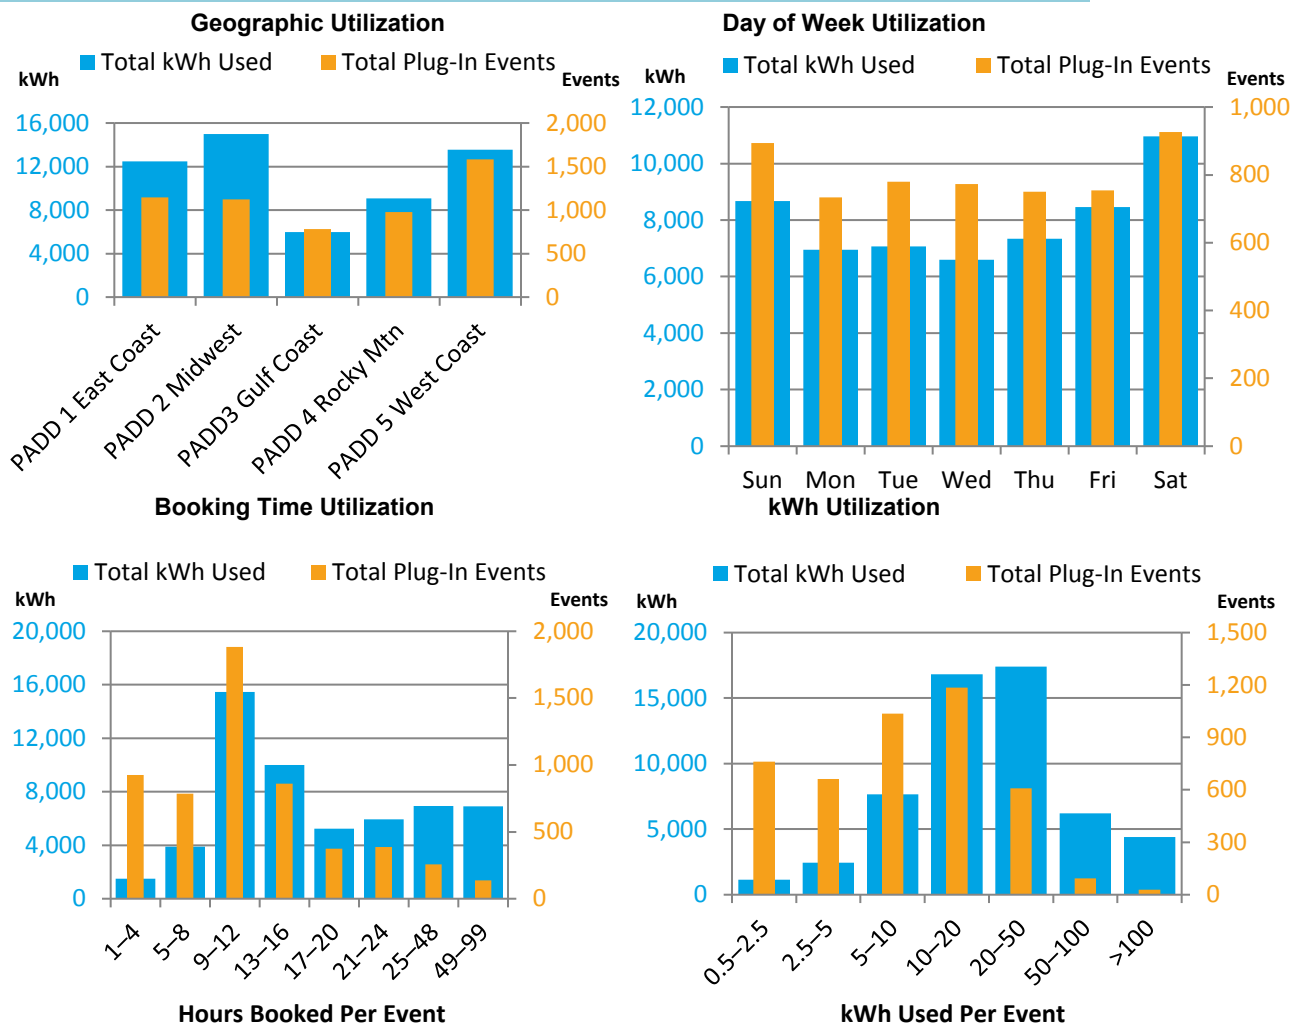 Geographic Utilization
Total kWh Used
Total Plug-In Events
kWh
Events
16,000
12,000
8,000
4,000
0
2,000
1,500
1,000
500
0
PADD 1 East Coast
PADD 2 Midwest
PADD3 Gulf Coast
PADD 4 Rocky Mtn
PADD 5 West Coast
Day of Week Utilization
Total kWh Used
Total Plug-In Events
kWh
Events
12,000
10,000
8,000
6,000
4,000
2,000
0
1,000
800
600
400
200
0
Sun Mon Tue Wed Thu Fri Sat
Booking Time Utilization
Total kWh Used
Total Plug-In Events
kWh
Events
20,000
16,000
12,000
8,000
4,000
0
2,000
1,500
1,000
500
0
1–4
5–8
9–12
13–16
17–20
21–24
25–48
49–99
Hours Booked Per Event
kWh Utilization
Total kWh Used
Total Plug-In Events
kWh
Events
20,000
15,000
10,000
5,000
0
1,500
1,200
900
600
300
0
0.5–2.5
2.5–5
5–10
10–20
20–50
50–100
>100
kWh Used Per Event